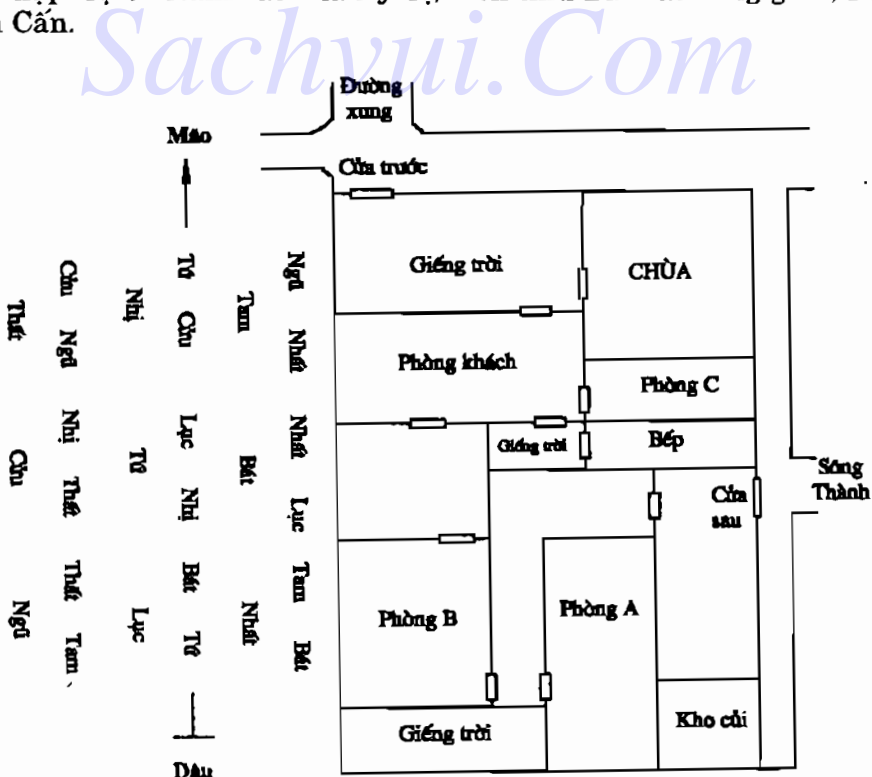 Cấn.
Sachvui.Com
Đường
xung
Mão
Cửa trước
Ngũ Nhất Nhất Lục Tam Bát
Tam Bát Nhất
Tứ Cửu Lục Nhị Bát Tứ
Nhị Tứ Lục
Cửu Ngũ Nhị Thất Thất Tam
Thất Cửu Ngũ
Giếng trời
CHÙA
Phòng khách
Phòng C
Giếng trời
Bếp
Sông
Thành
Cửa
sau
Phòng B
Phòng A
Giếng trời
Kho củi
Dậu